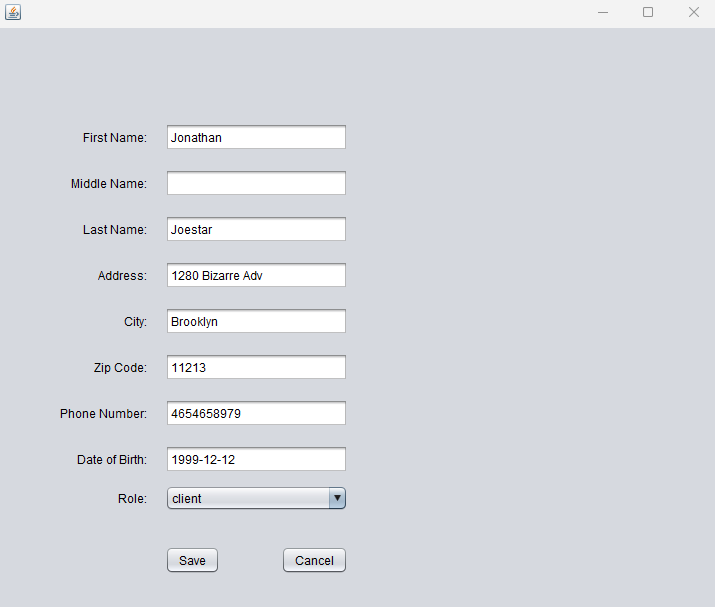 First Name: Jonathan
Middle Name:
Last Name: Joestar
Address: 1280 Bizarre Adv
City: Brooklyn
Zip Code: 11213
Phone Number: 4654658979
Date of Birth: 1999-12-12
Role: client
Save Cancel